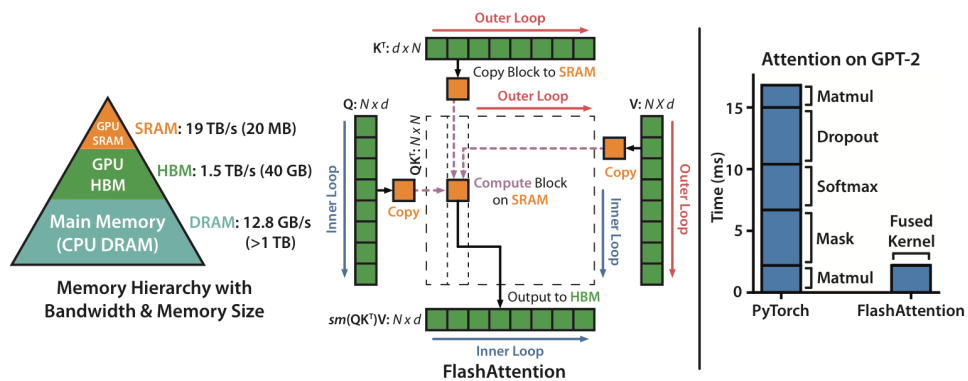 GPU
SRAM
GPU
HBM
Main Memory
(CPU DRAM)
SRAM: 19 TB/s (20 MB)
HBM: 1.5 TB/s (40 GB)
DRAM: 12.8 GB/s
(>1 TB)
Memory Hierarchy with
Bandwidth & Memory Size
Outer Loop
Kᵀ: d x N
Copy Block to SRAM
Outer Loop
Q: N x d
V: N X d
QKᵀ: N x N
Inner Loop
Copy
Compute Block
on SRAM
Copy
Outer Loop
Inner Loop
Output to HBM
sm(QKᵀ)V: N x d
Inner Loop
FlashAttention
Attention on GPT-2
Time (ms)
15
10
5
0
Matmul
Dropout
Softmax
Mask
Matmul
Fused
Kernel
PyTorch
FlashAttention